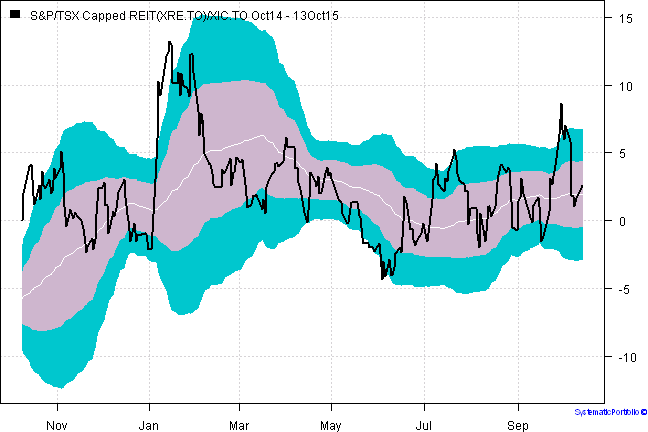 S&P/TSX Capped REIT(XRE.TO)/XIC.TO Oct14 - 13Oct15
15
10
5
0
-5
-10
Nov
Jan
Mar
May
Jul
Sep
SystematicPortfolio ©